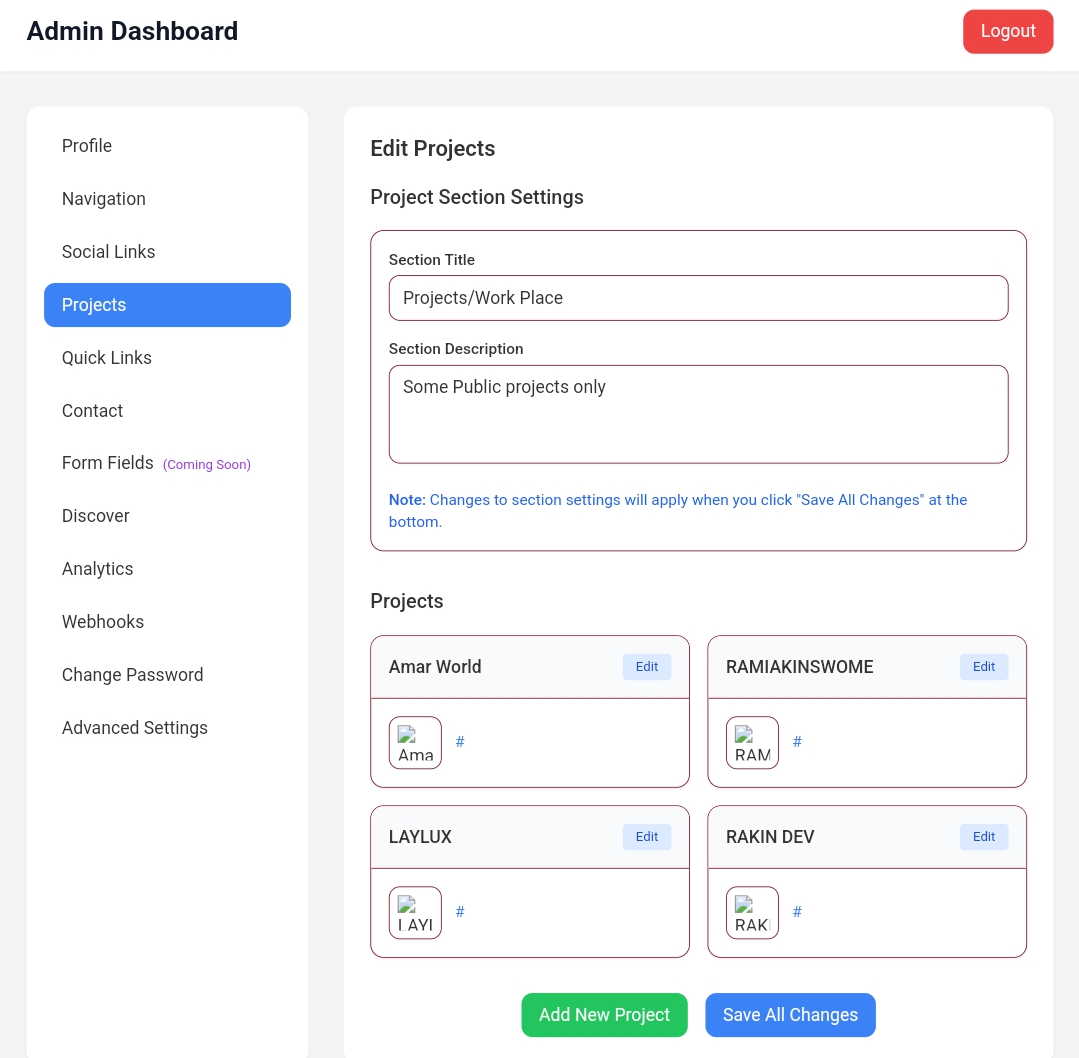 Admin Dashboard
Logout
Profile
Navigation
Social Links
Projects
Quick Links
Contact
Form Fields (Coming Soon)
Discover
Analytics
Webhooks
Change Password
Advanced Settings
Edit Projects
Project Section Settings
Section Title
Projects/Work Place
Section Description
Some Public projects only
Note: Changes to section settings will apply when you click "Save All Changes" at the
bottom.
Projects
Amar World
Edit
Ama
#
RAMIAKINSWOME
Edit
RAM
#
LAYLUX
Edit
LAYI
#
RAKIN DEV
Edit
RAK
#
Add New Project
Save All Changes